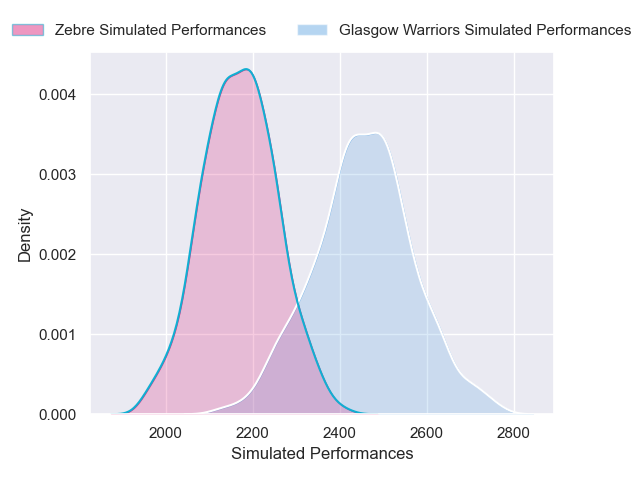 Zebre Simulated Performances Glasgow Warriors Simulated Performances
0.004
0.003
0.002
0.001
0.000
Density
2000 2200 2400 2600 2800
Simulated Performances